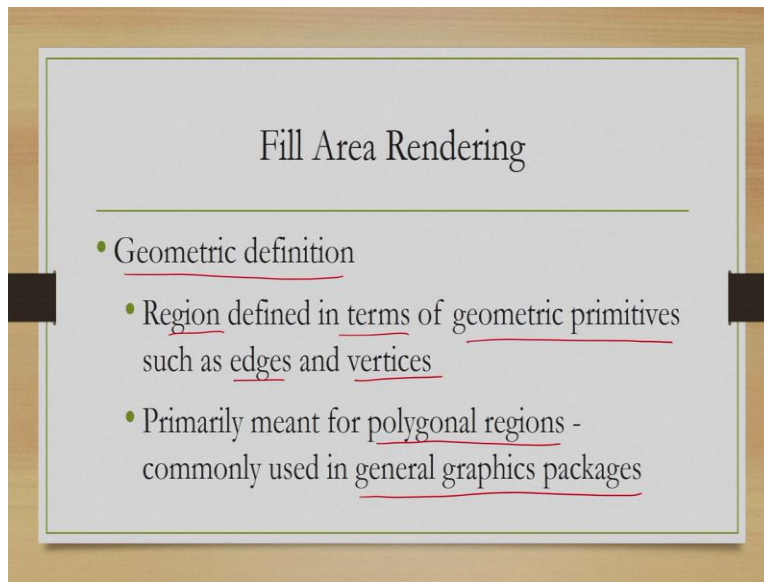 Fill Area Rendering
• Geometric definition
• Region defined in terms of geometric primitives
such as edges and vertices
• Primarily meant for polygonal regions -
commonly used in general graphics packages